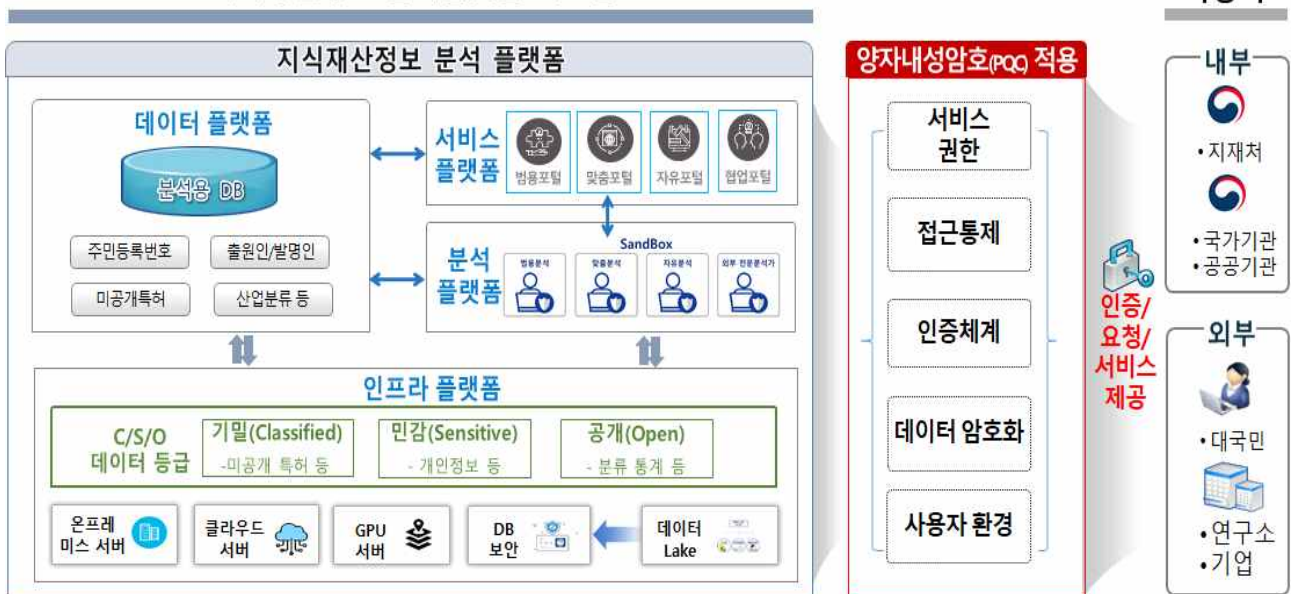 지식재산정보 분석 플랫폼
데이터 플랫폼
분석용 DB
주민등록번호
출원인/발명인
미공개특허
산업분류 등
서비스
플랫폼
범용포털
맞춤포털
자유포털
협업포털
분석
플랫폼
SandBox
범용분석
맞춤분석
자유분석
외부 전문분석가
인프라 플랫폼
C/S/O
데이터 등급
기밀(Classified)
-미공개 특허 등
민감(Sensitive)
- 개인정보 등
공개(Open)
- 분류 통계 등
온프레
미스 서버
클라우드
서버
GPU
서버
DB
보안
데이터
Lake
양자내성암호(PQC) 적용
서비스
권한
접근통제
인증체계
데이터 암호화
사용자 환경
인증/
요청/
서비스
제공
내부
• 지재처
• 국가기관
• 공공기관
외부
• 대국민
• 연구소
• 기업